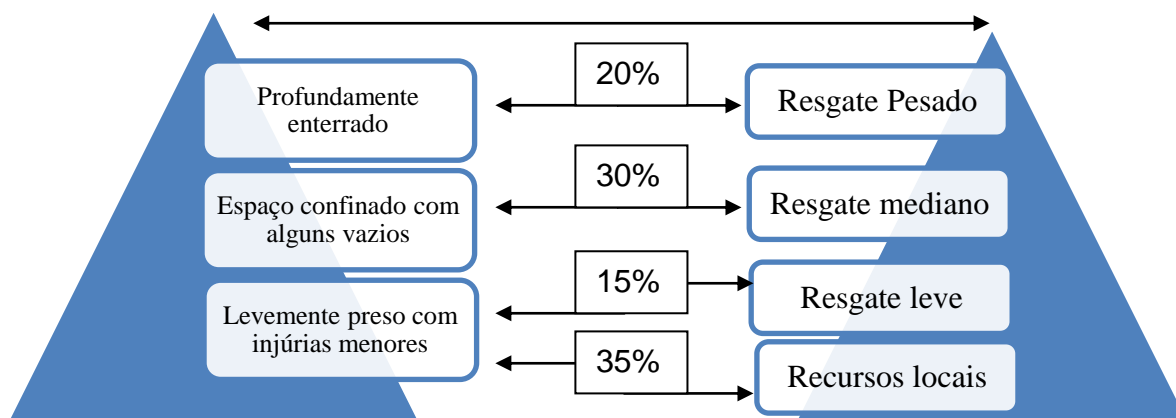 Profundamente
enterrado
20%
Resgate Pesado
Espaço confinado com
alguns vazios
30%
Resgate mediano
Levemente preso com
injúrias menores
15%
Resgate leve
35%
Recursos locais